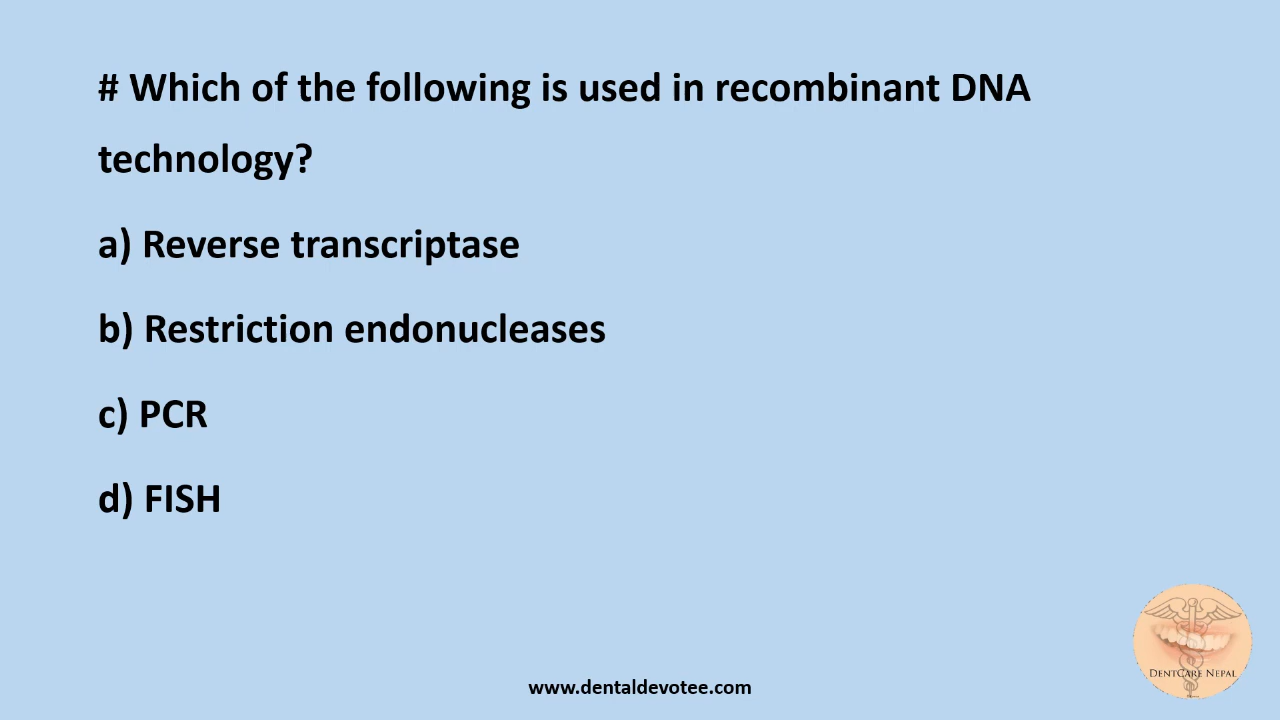 # Which of the following is used in recombinant DNA
technology?
a) Reverse transcriptase
b) Restriction endonucleases
c) PCR
d) FISH
DENTCARE NEPAL
www.dentaldevotee.com